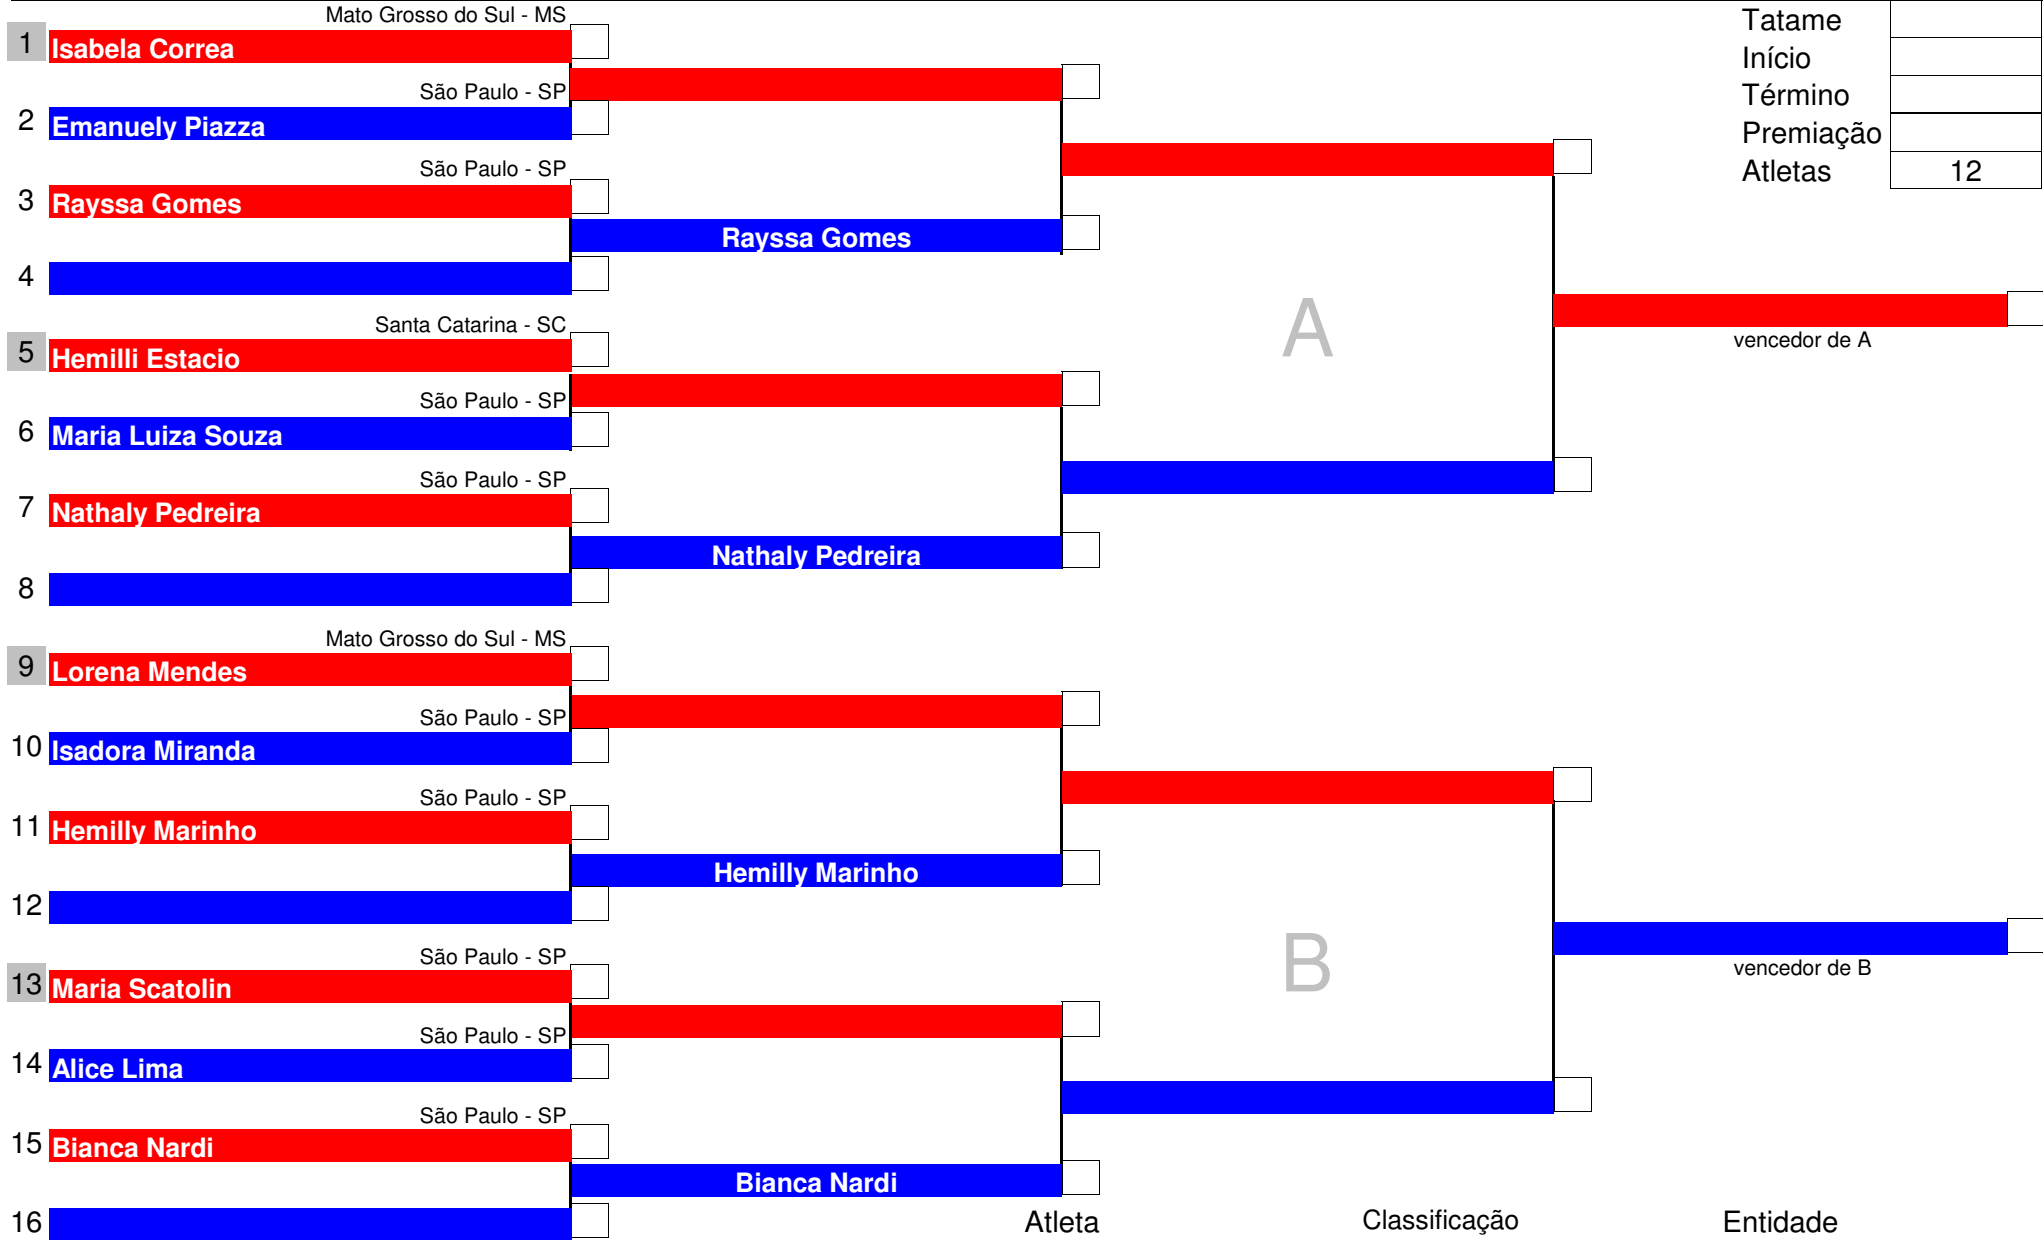 Mato Grosso do Sul - MS
1 Isabela Correa
São Paulo - SP
2 Emanuely Piazza
São Paulo - SP
3 Rayssa Gomes
Rayssa Gomes
4
Santa Catarina - SC
5 Hemilli Estacio
São Paulo - SP
6 Maria Luiza Souza
São Paulo - SP
7 Nathaly Pedreira
Nathaly Pedreira
8
Mato Grosso do Sul - MS
9 Lorena Mendes
São Paulo - SP
10 Isadora Miranda
São Paulo - SP
11 Hemilly Marinho
Hemilly Marinho
12
São Paulo - SP
13 Maria Scatolin
São Paulo - SP
14 Alice Lima
São Paulo - SP
15 Bianca Nardi
Bianca Nardi
16
A
B
vencedor de A
vencedor de B
Tatame
Início
Término
Premiação
Atletas 12
Atleta Classificação Entidade